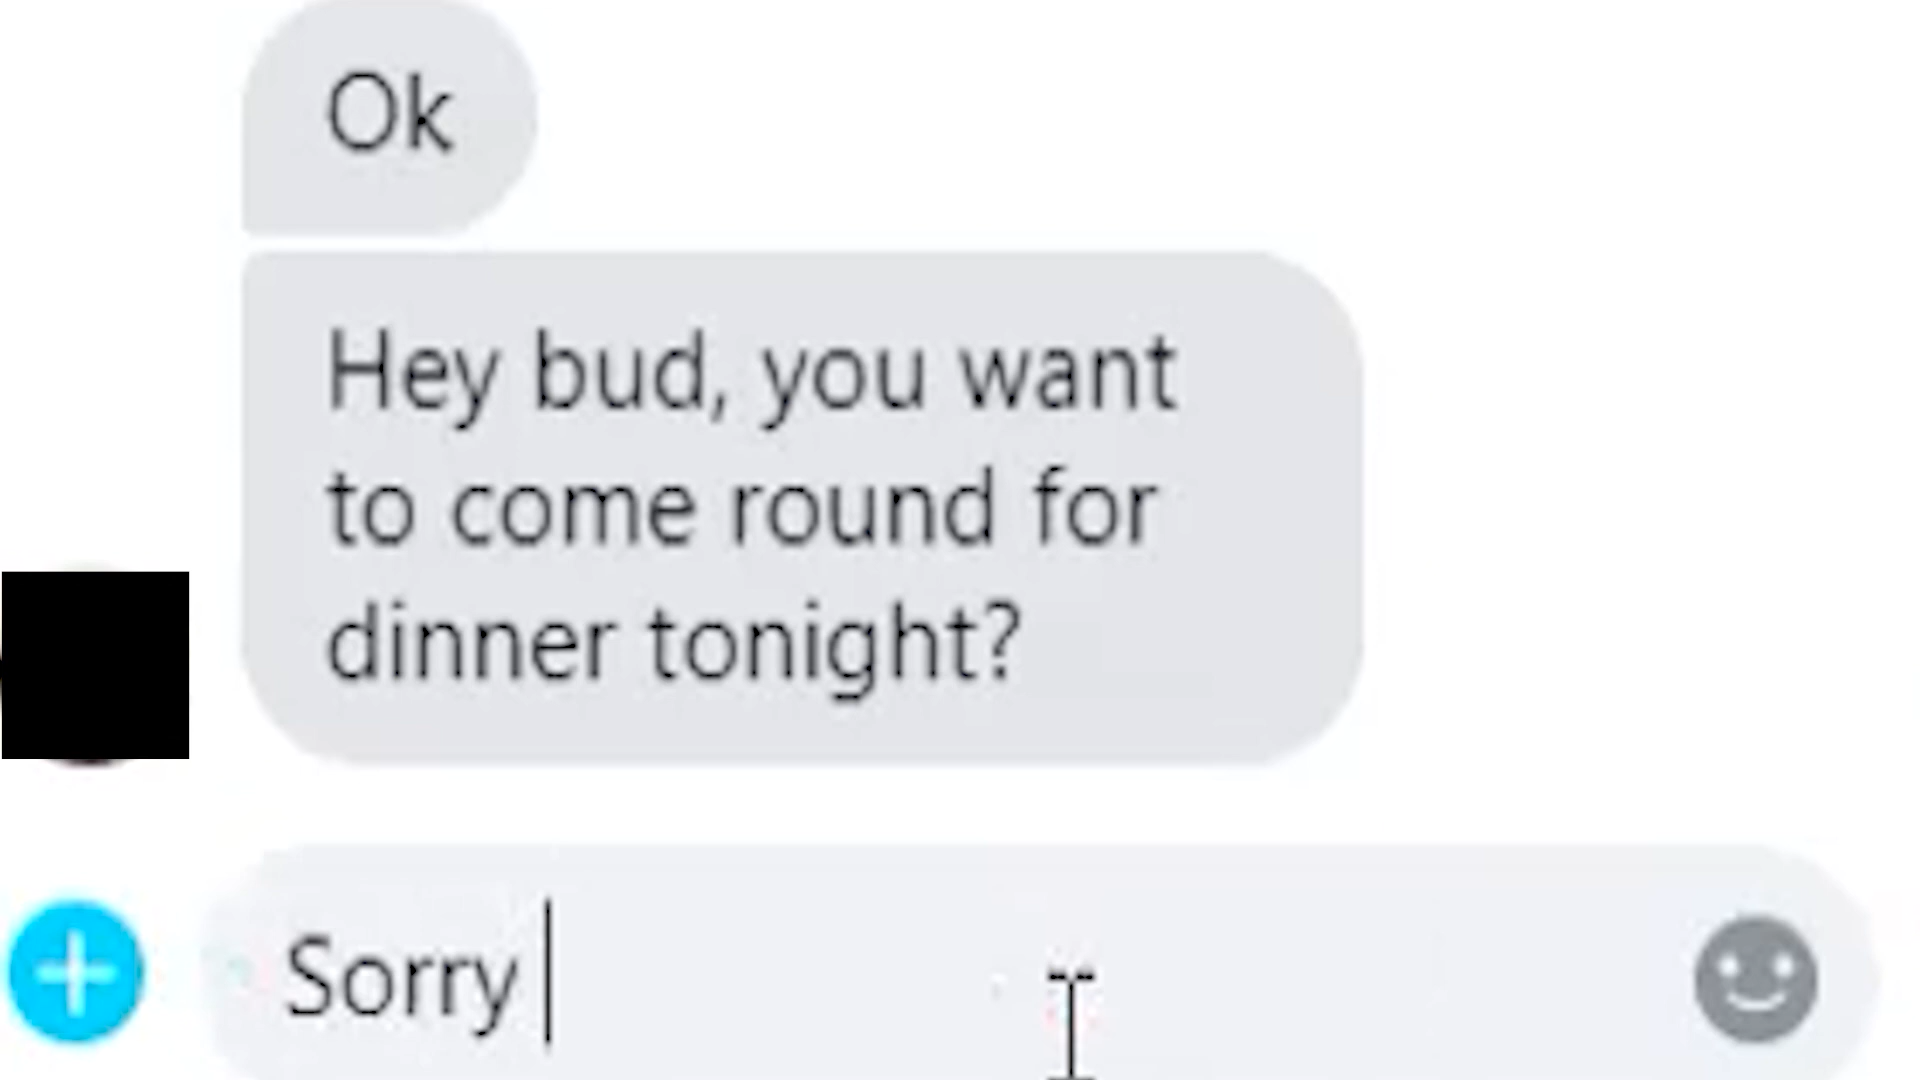 Ok
Hey bud, you want
to come round for
dinner tonight?
Sorry